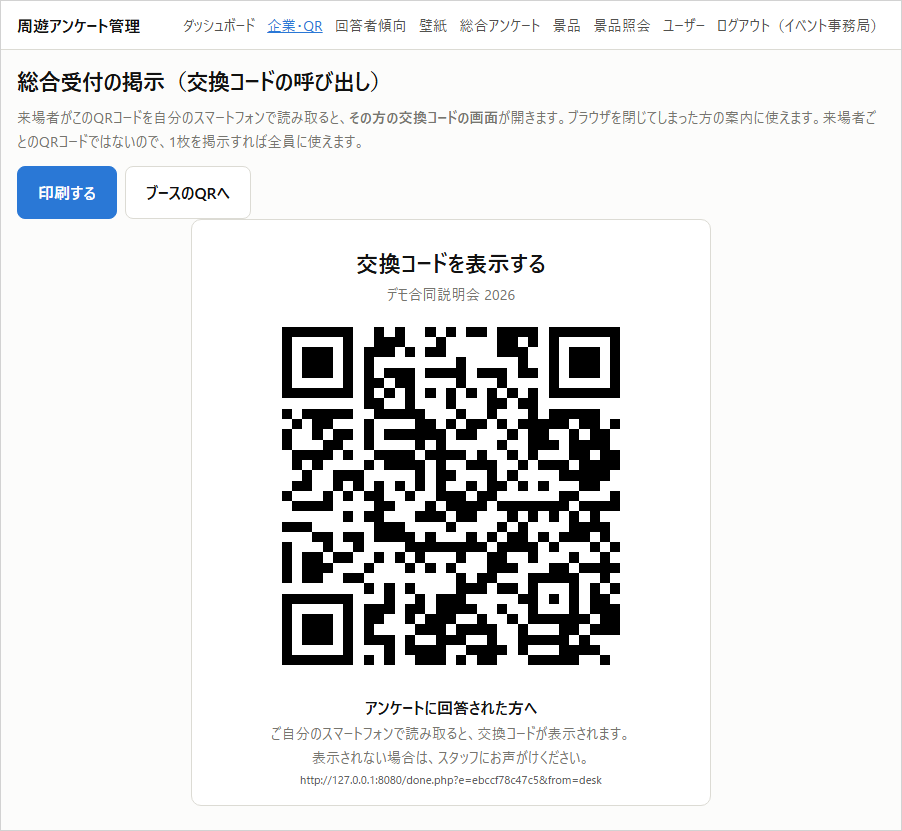 周遊アンケート管理
ダッシュボード 企業・QR 回答者傾向 壁紙 総合アンケート 景品 景品照会 ユーザー ログアウト（イベント事務局）
総合受付の掲示（交換コードの呼び出し）
来場者がこのQRコードを自分のスマートフォンで読み取ると、その方の交換コードの画面が開きます。ブラウザを閉じてしまった方の案内に使えます。来場者ご
とのQRコードではないので、1枚を掲示すれば全員に使えます。
印刷する
ブースのQRへ
交換コードを表示する
デモ合同説明会 2026
アンケートに回答された方へ
ご自分のスマートフォンで読み取ると、交換コードが表示されます。
表示されない場合は、スタッフにお声がけください。
http://127.0.0.1:8080/done.php?e=ebccf78c47c5&from=desk